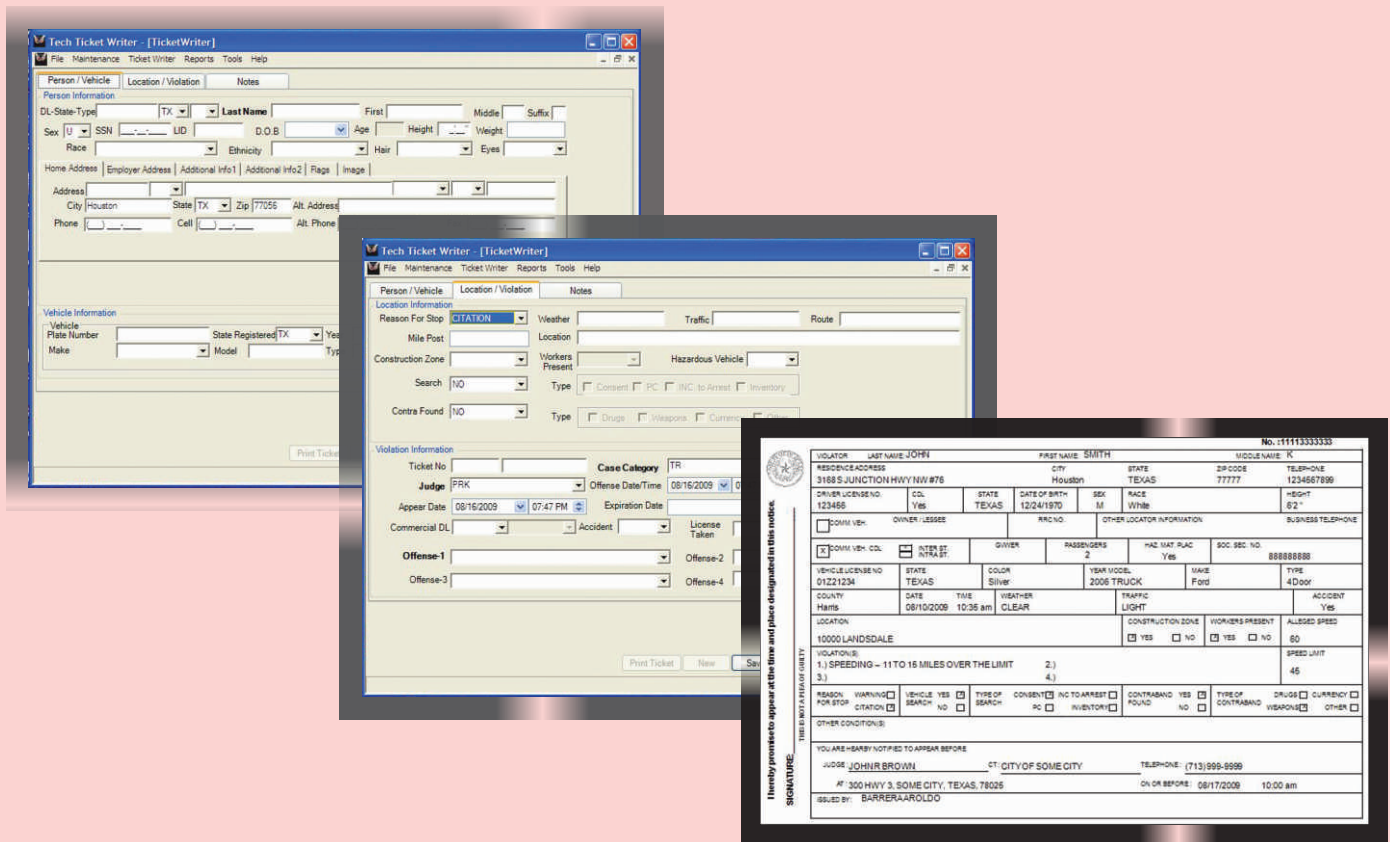 Tech Ticket Writer - [TicketWriter]
File Maintenance Ticket Writer Reports Tools Help
Person / Vehicle Location / Violation Notes
Person Information
DL-State-Type TX Last Name First Middle Suffix
Sex U SSN LID D.O.B Age Height Weight
Race Ethnicity Hair Eyes
Home Address Employer Address Additional Info1 Additional Info2 Rags Image
Address
City Houston State TX Zip 77056 Alt. Address
Phone Cell Alt. Phone
Vehicle Information
Vehicle
Plate Number State Registered TX
Make Model
Print
Tech Ticket Writer - [TicketWriter]
File Maintenance Ticket Writer Reports Tools Help
Person / Vehicle Location / Violation Notes
Location Information
Reason For Stop CITATION Weather Traffic Route
Mile Post Location
Construction Zone Workers Present Hazardous Vehicle
Search NO Type Consent PC INC. to Arrest Inventory
Contra Found NO Type Drugs Weapons
Violation Information
Ticket No Case Category TR
Judge PRK Offense Date/Time 08/16/2009
Appear Date 08/16/2009 07:47 PM Expiration Date
Commercial DL Accident License Taken
Offense-1 Offense-2
Offense-3 Offense-4
Print Ticket New
No. :11113333333
VIOLATOR LAST NAME: JOHN FIRST NAME: SMITH MIDDLE NAME: K
RESIDENCE ADDRESS CITY STATE ZIP CODE TELEPHONE
3168 S JUNCTION HWY NW #76 Houston TEXAS 77777 1234567899
DRIVER LICENSE NO. CDL STATE DATE OF BIRTH SEX RACE HEIGHT
123466 Yes TEXAS 12/24/1970 M White 6'2"
COMM. VEH. OWNER / LESSEE RRC NO. OTHER LOCATOR INFORMATION BUSINESS TELEPHONE
X COMM. VEH. CDL INTER ST. INTRA ST. GVWER PASSENGERS HAZ. MAT. PLAC SOC. SEC. NO.
2 Yes 888888888
VEHICLE LICENSE NO STATE COLOR YEAR MODEL MAKE TYPE
01Z21234 TEXAS Silver 2006 TRUCK Ford 4Door
COUNTY DATE TIME WEATHER TRAFFIC ACCIDENT
Harris 08/10/2009 10:35 am CLEAR LIGHT Yes
LOCATION CONSTRUCTION ZONE WORKERS PRESENT ALLEGED SPEED
10000 LANDSDALE YES NO YES NO 60
VIOLATION(S) SPEED LIMIT
1.) SPEEDING – 11 TO 15 MILES OVER THE LIMIT 2.)
3.) 4.) 45
REASON WARNING VEHICLE YES TYPE OF CONSENT INC TO ARREST CONTRABAND YES TYPE OF DRUGS CURRENCY
FOR STOP CITATION SEARCH NO SEARCH PC INVENTORY FOUND NO CONTRABAND WEAPONS OTHER
OTHER CONDITION(S)
YOU ARE HEARBY NOTIFIED TO APPEAR BEFORE
JUDGE JOHN R BROWN CT: CITY OF SOME CITY TELEPHONE: (713)999-9999
AT: 300 HWY 3, SOME CITY, TEXAS, 78025 ON OR BEFORE: 08/17/2009 10:00 am
ISSUED BY: BARRERAAROLDO
I hereby promise to appear at the time and place designated in this notice.
SIGNATURE:
THIS IS NOT A PLEA OF GUILTY